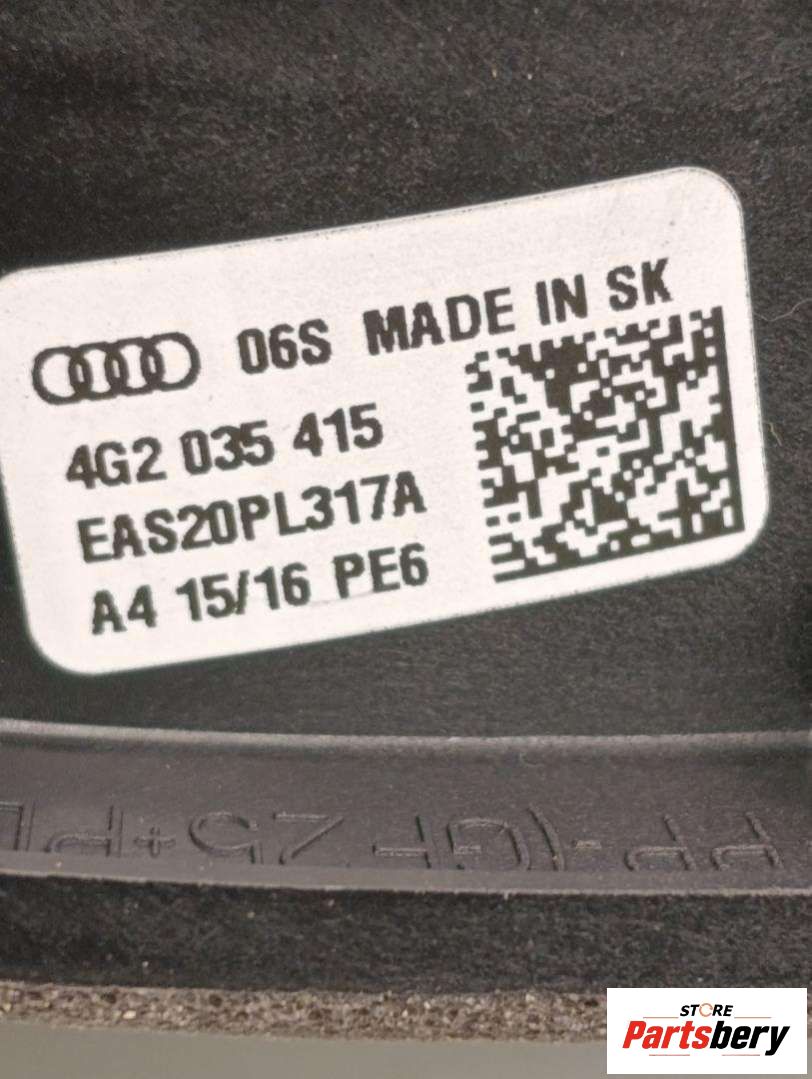 06S MADE IN SK
4G2 035 415
EAS20PL317A
A4 15/16 PE6
STORE
Partsbery